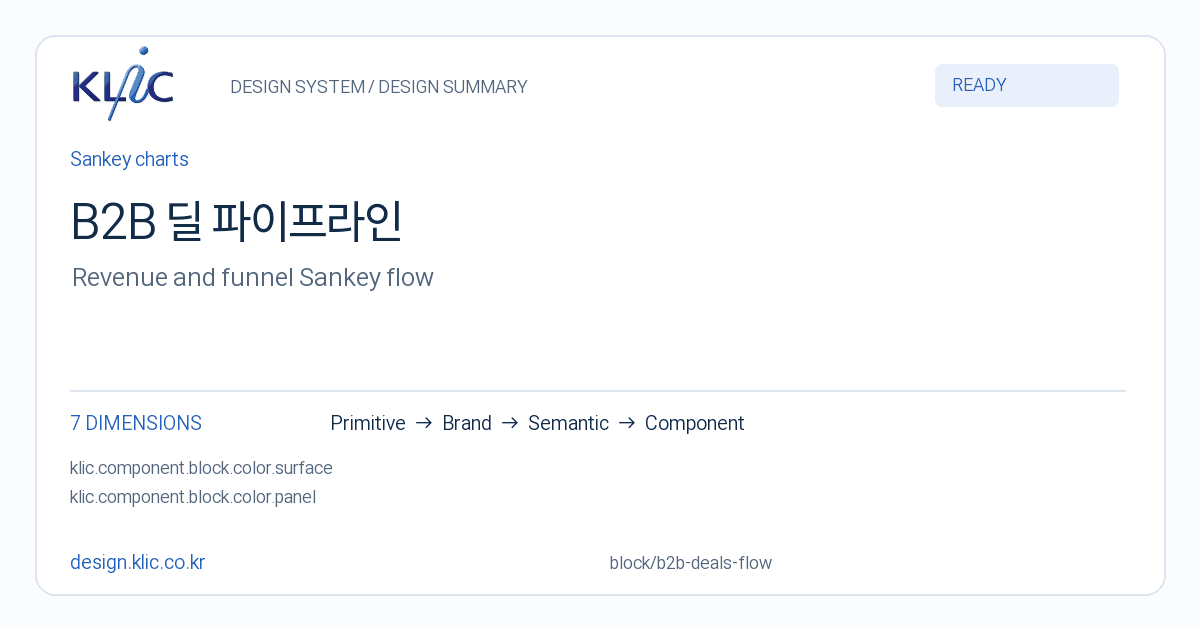 KLiC
DESIGN SYSTEM / DESIGN SUMMARY
READY
Sankey charts
B2B 딜 파이프라인
Revenue and funnel Sankey flow
7 DIMENSIONS
Primitive → Brand → Semantic → Component
klic.component.block.color.surface
klic.component.block.color.panel
design.klic.co.kr
block/b2b-deals-flow